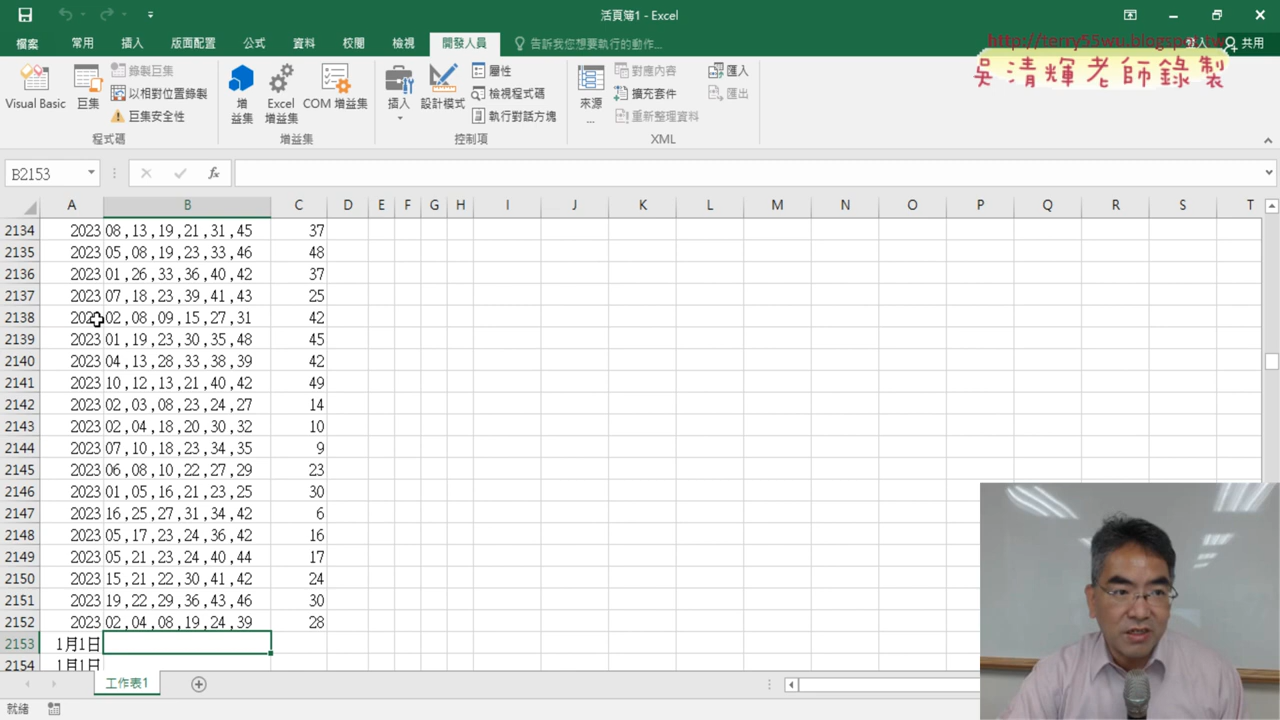 活頁簿1 - Excel
檔案 常用 插入 版面配置 公式 資料 校閱 檢視 開發人員 告訴我您想要執行的動作... 共用
http://terry55wu.blogspot.tw
吳清輝老師錄製
Visual Basic 巨集 錄製巨集 以相對位置錄製 巨集安全性
增益集 Excel 增益集 COM 增益集
插入 設計模式 屬性 檢視程式碼 執行對話方塊
來源... 對應內容 擴充套件 重新整理資料 匯入 匯出
程式碼 增益集 控制項 XML
B2153 fx
A B C D E F G H I J K L M N O P Q R S T
2134 2023 08,13,19,21,31,45 37
2135 2023 05,08,19,23,33,46 48
2136 2023 01,26,33,36,40,42 37
2137 2023 07,18,23,39,41,43 25
2138 02,08,09,15,27,31 42
2139 2023 01,19,23,30,35,48 45
2140 2023 04,13,28,33,38,39 42
2141 2023 10,12,13,21,40,42 49
2142 2023 02,03,08,23,24,27 14
2143 2023 02,04,18,20,30,32 10
2144 2023 07,10,18,23,34,35 9
2145 2023 06,08,10,22,27,29 23
2146 2023 01,05,16,21,23,25 30
2147 2023 16,25,27,31,34,42 6
2148 2023 05,17,23,24,36,42 16
2149 2023 05,21,23,24,40,44 17
2150 2023 15,21,22,30,41,42 24
2151 2023 19,22,29,36,43,46 30
2152 2023 02,04,08,19,24,39 28
2153 1月1日
2154 1月1日
工作表1
就緒